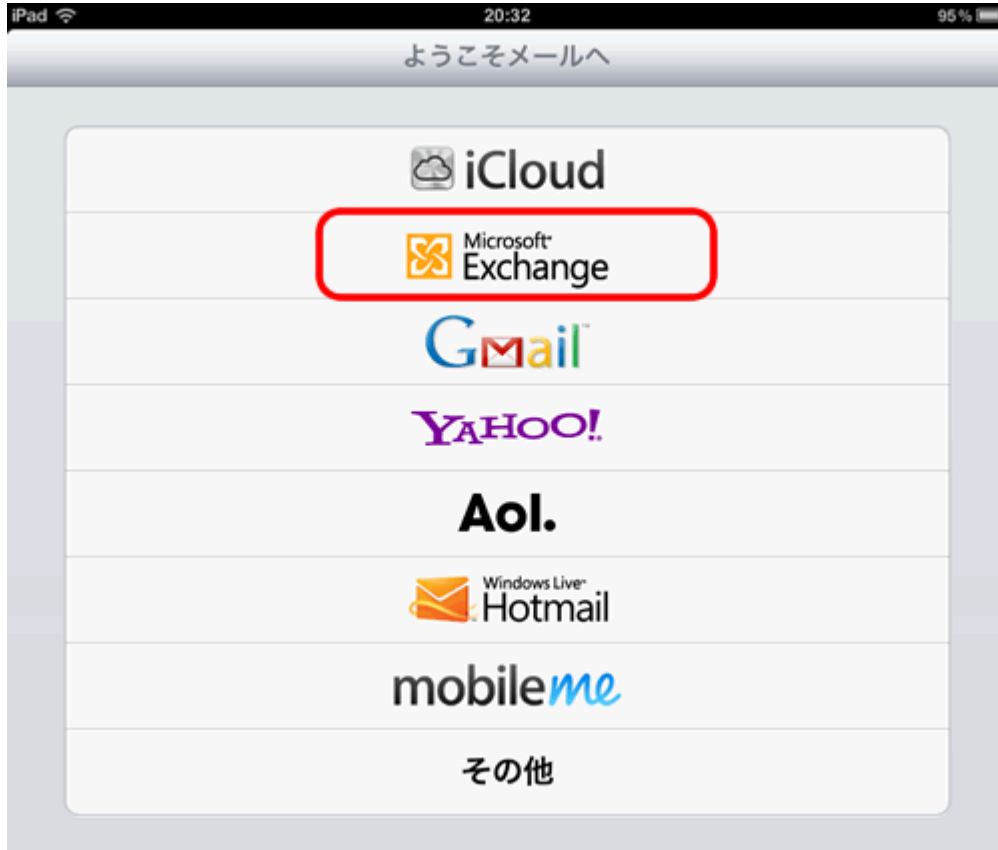 iPad 20:32 95%
ようこそメールへ
iCloud
Microsoft
Exchange
Gmail
YAHOO!
Aol.
Windows Live
Hotmail
mobileme
その他